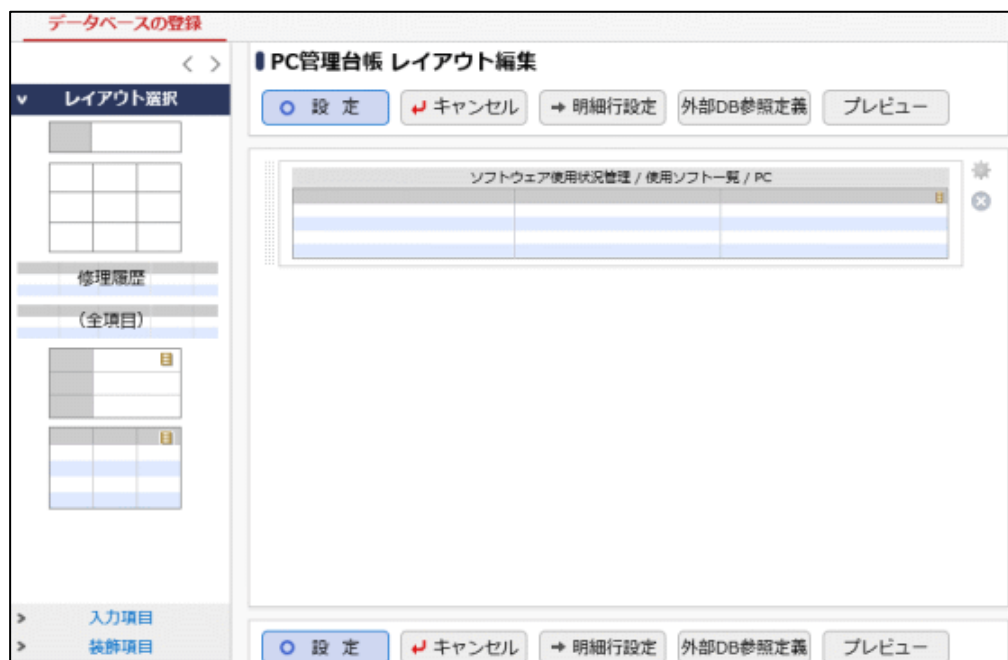 データベースの登録
< >
PC管理台帳 レイアウト編集
レイアウト選択
設 定
キャンセル
→ 明細行設定
外部DB参照定義
プレビュー
ソフトウェア使用状況管理 / 使用ソフト一覧 / PC
修理履歴
(全項目)
> 入力項目
> 装飾項目
設 定
キャンセル
→ 明細行設定
外部DB参照定義
プレビュー